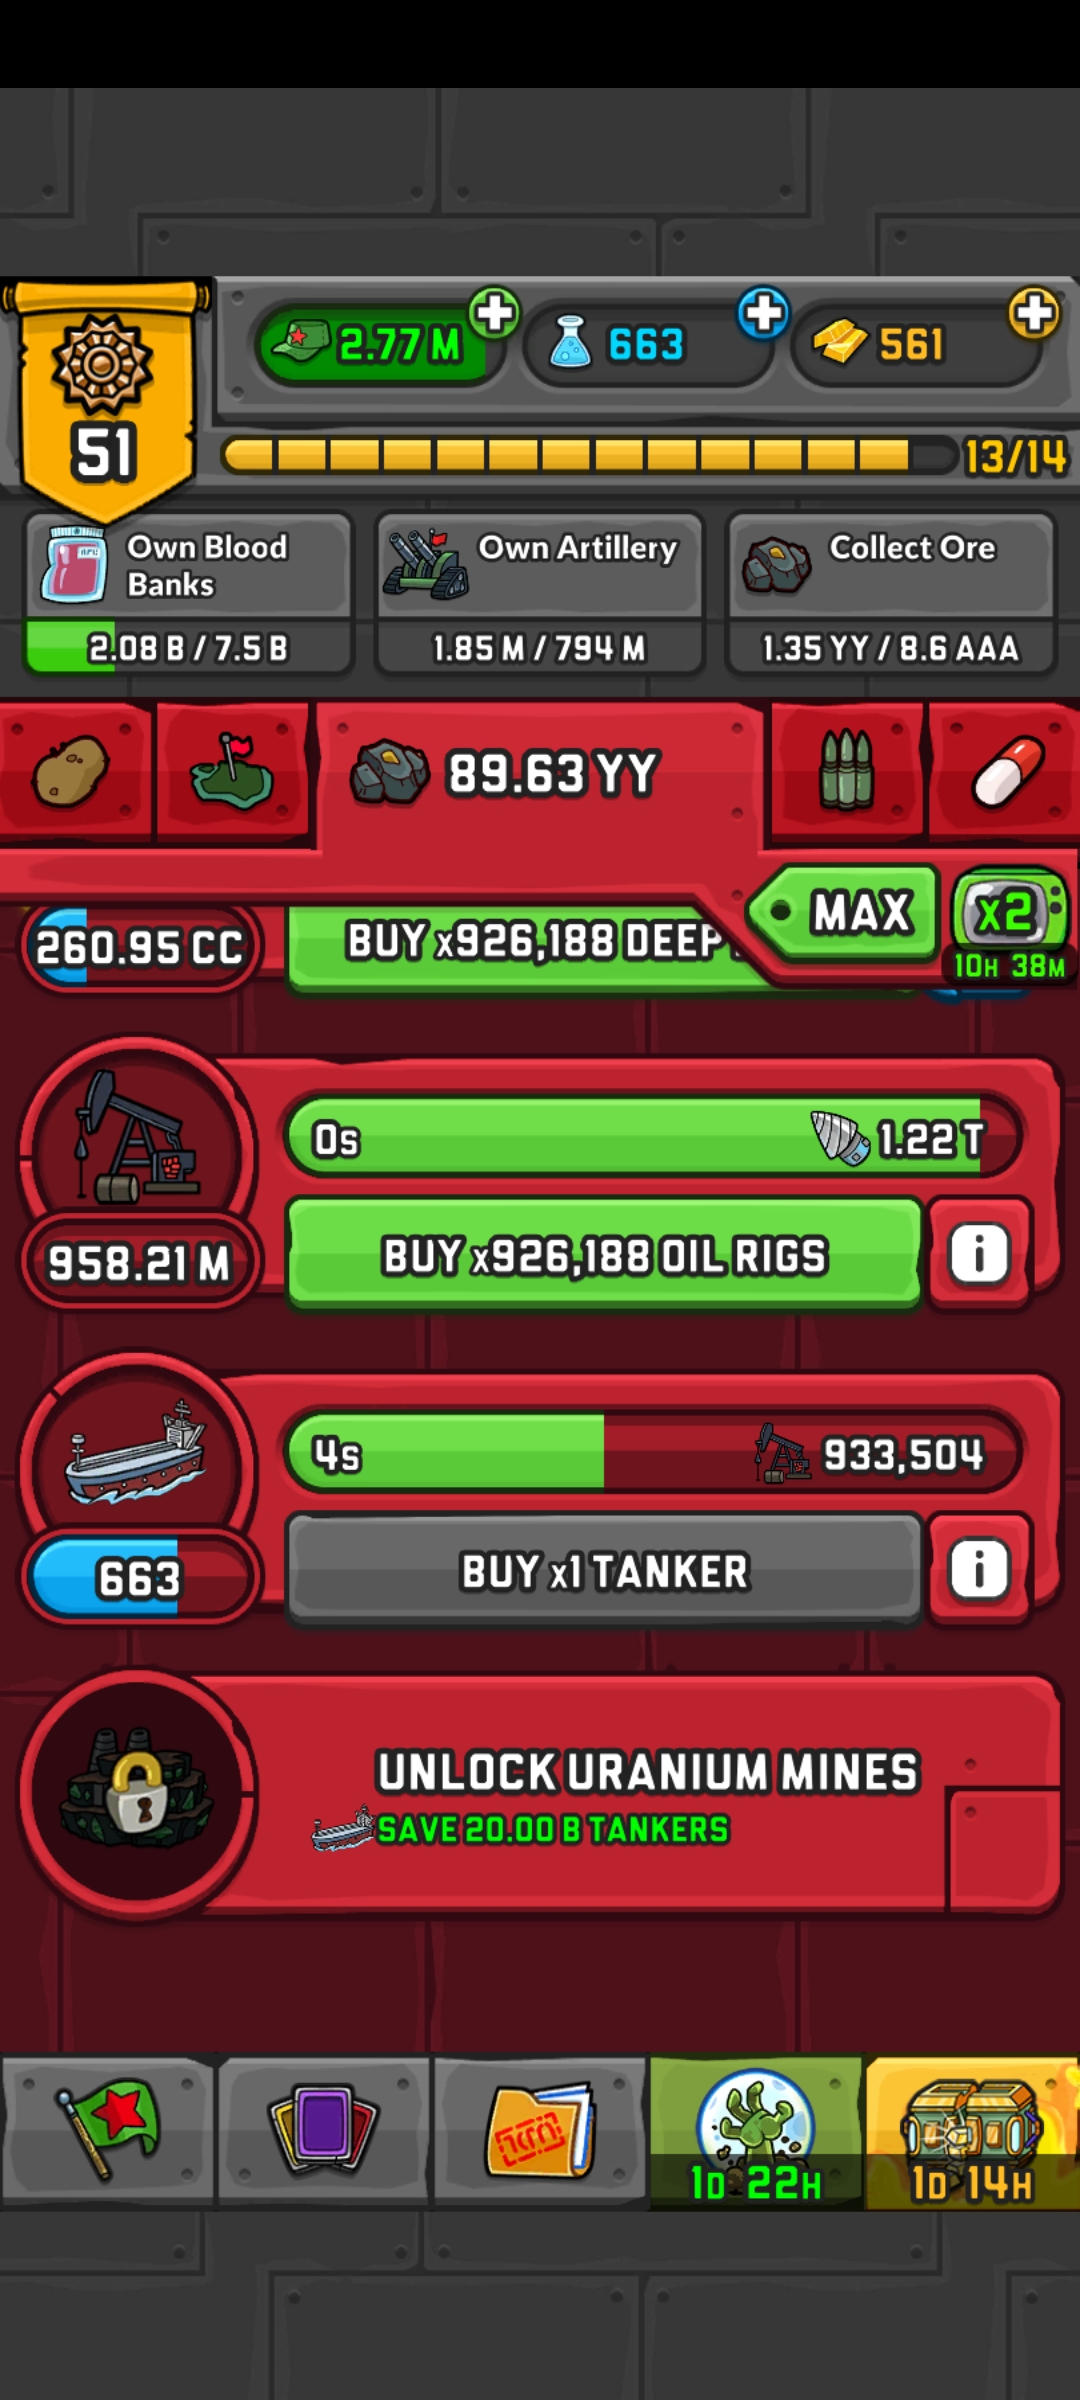 2.77 M
663
561
51
13/14
Own Blood
Banks
Own Artillery
Collect Ore
2.08 B / 7.5 B
1.85 M / 794 M
1.35 YY / 8.6 AAA
89.63 YY
MAX
x2
10H 38M
260.95 CC
BUY x926,188 DEEP
0s
1.22 T
958.21 M
BUY x926,188 OIL RIGS
i
4s
933,504
663
BUY x1 TANKER
i
UNLOCK URANIUM MINES
SAVE 20.00 B TANKERS
1D 22H
1D 14H